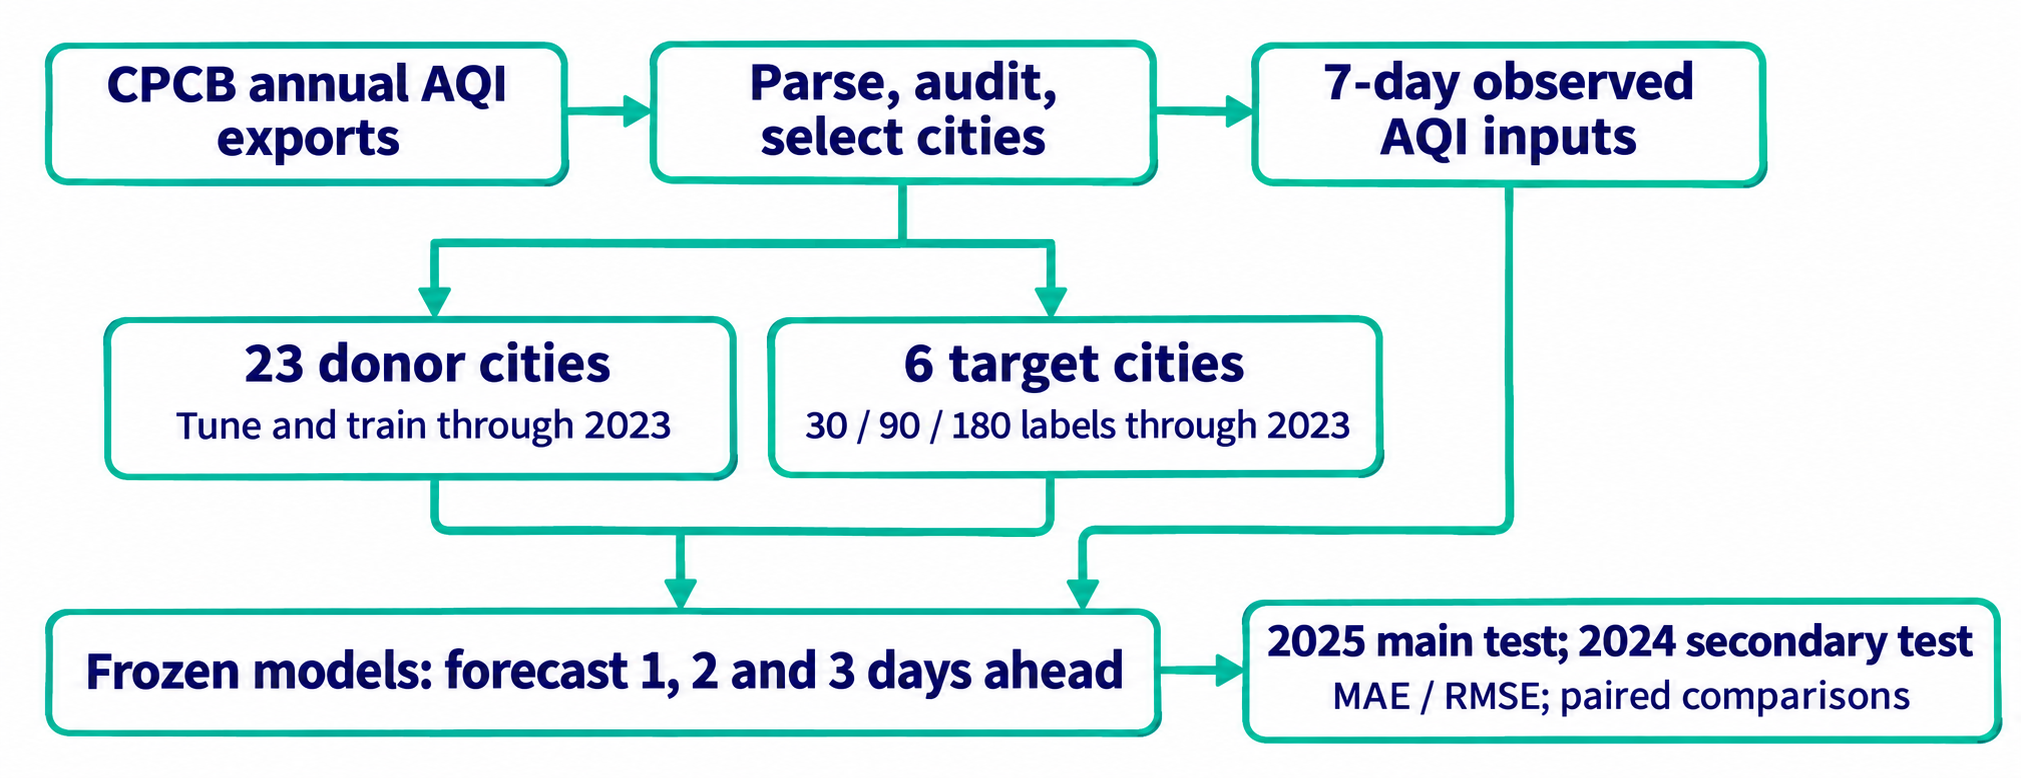 CPCB annual AQI
exports
Parse, audit,
select cities
7-day observed
AQI inputs
23 donor cities
Tune and train through 2023
6 target cities
30 / 90 / 180 labels through 2023
Frozen models: forecast 1, 2 and 3 days ahead
2025 main test; 2024 secondary test
MAE / RMSE; paired comparisons